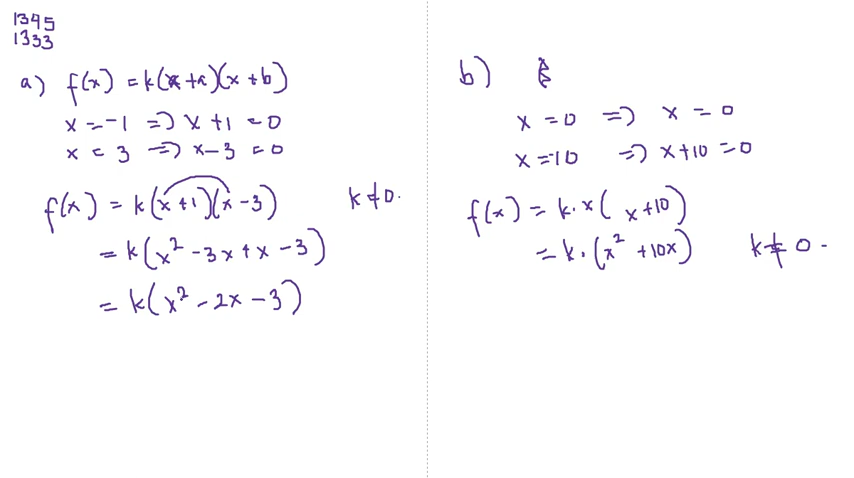 1345
1333
a) f(x) = k(x+a)(x+b)
x = -1 => x+1 = 0
x = 3 => x-3 = 0
f(x) = k(x+1)(x-3) k≠0.
= k(x² -3x+x -3)
= k(x² -2x -3)
b)
x = 0 => x = 0
x = -10 => x+10 = 0
f(x) = k·x(x+10)
= k·(x² +10x) k≠0.